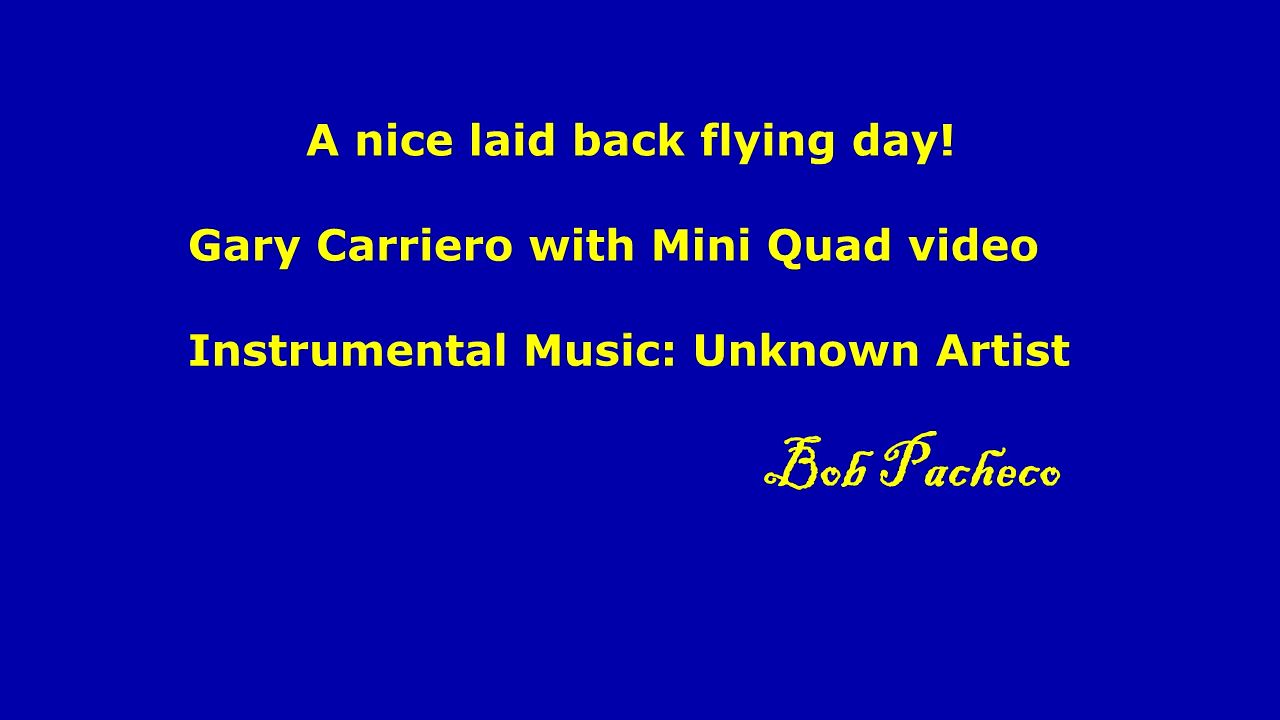 A nice laid back flying day!
Gary Carriero with Mini Quad video
Instrumental Music: Unknown Artist
Bob Pacheco